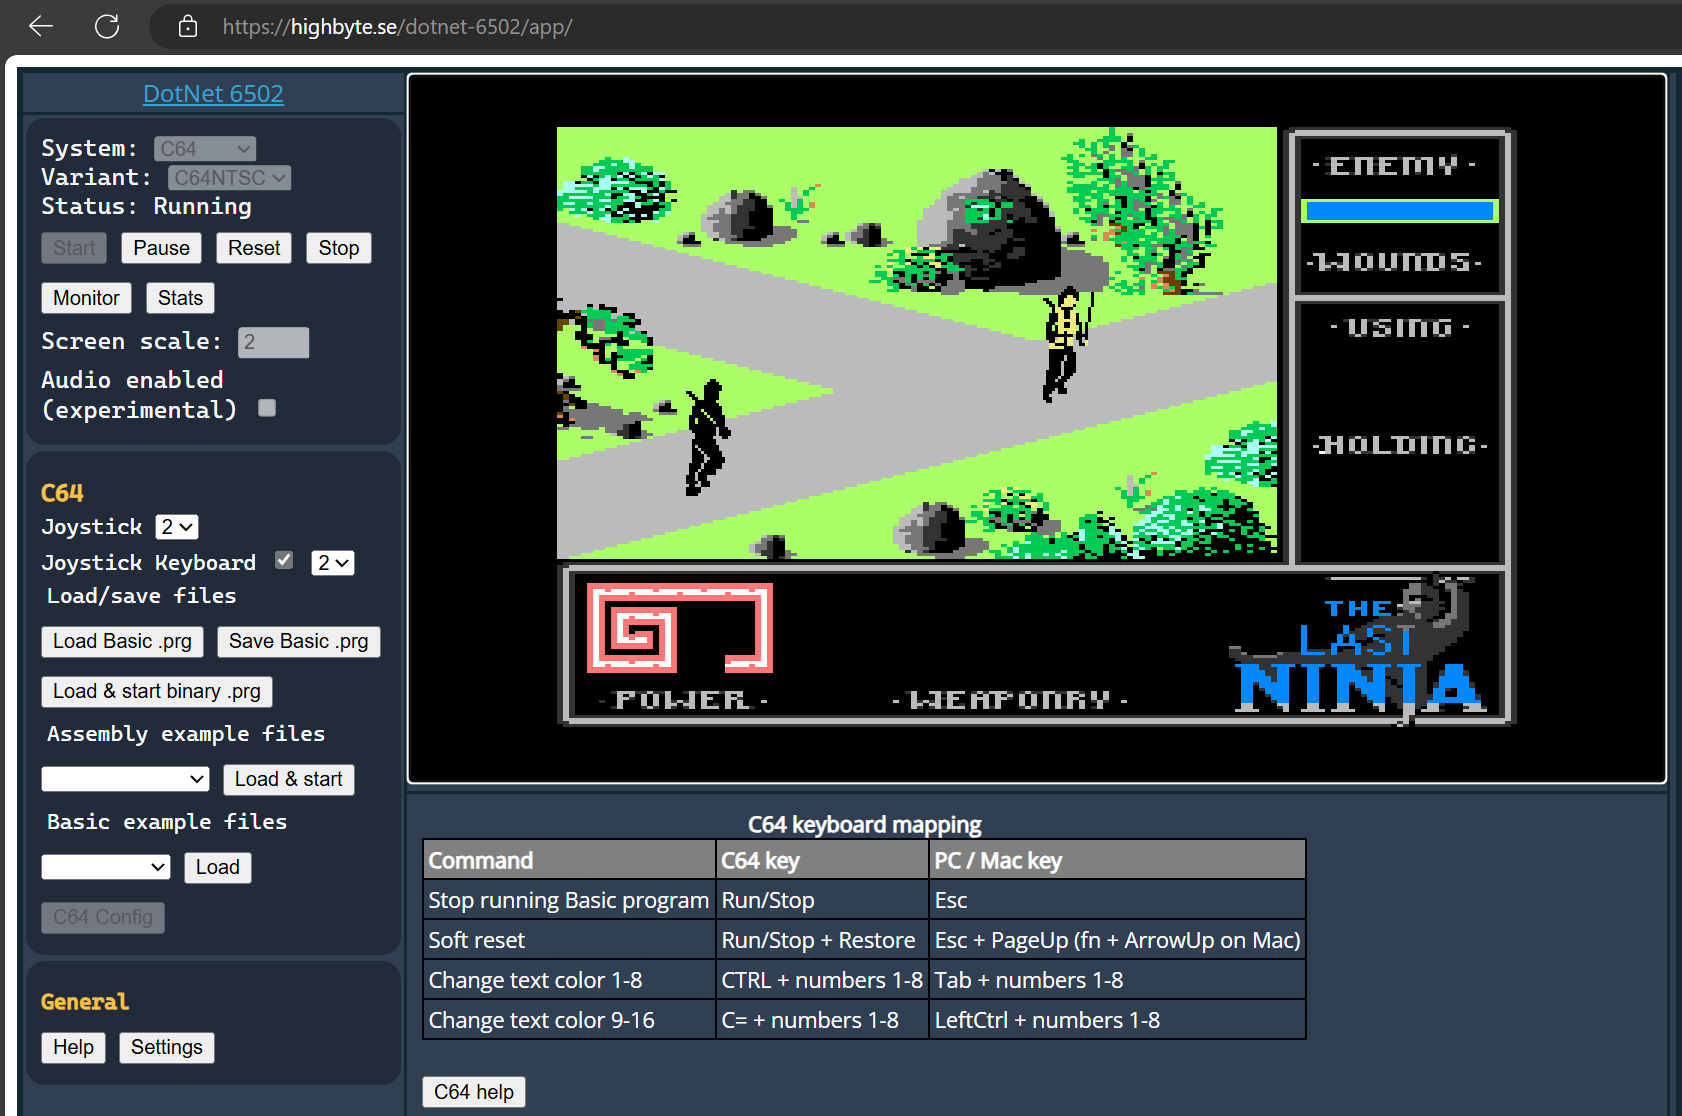 https://highbyte.se/dotnet-6502/app/
DotNet 6502
System: C64
Variant: C64NTSC
Status: Running
Start Pause Reset Stop
Monitor Stats
Screen scale: 2
Audio enabled
(experimental)
C64
Joystick 2
Joystick Keyboard 2
Load/save files
Load Basic .prg Save Basic .prg
Load & start binary .prg
Assembly example files
Load & start
Basic example files
Load
C64 Config
General
Help Settings
-ENEMY-
-WOUNDS-
-USING-
-HOLDING-
-POWER-
-WEAPONRY-
THE
LAST
NINJA
C64 keyboard mapping
Command C64 key PC / Mac key
Stop running Basic program Run/Stop Esc
Soft reset Run/Stop + Restore Esc + PageUp (fn + ArrowUp on Mac)
Change text color 1-8 CTRL + numbers 1-8 Tab + numbers 1-8
Change text color 9-16 C= + numbers 1-8 LeftCtrl + numbers 1-8
C64 help